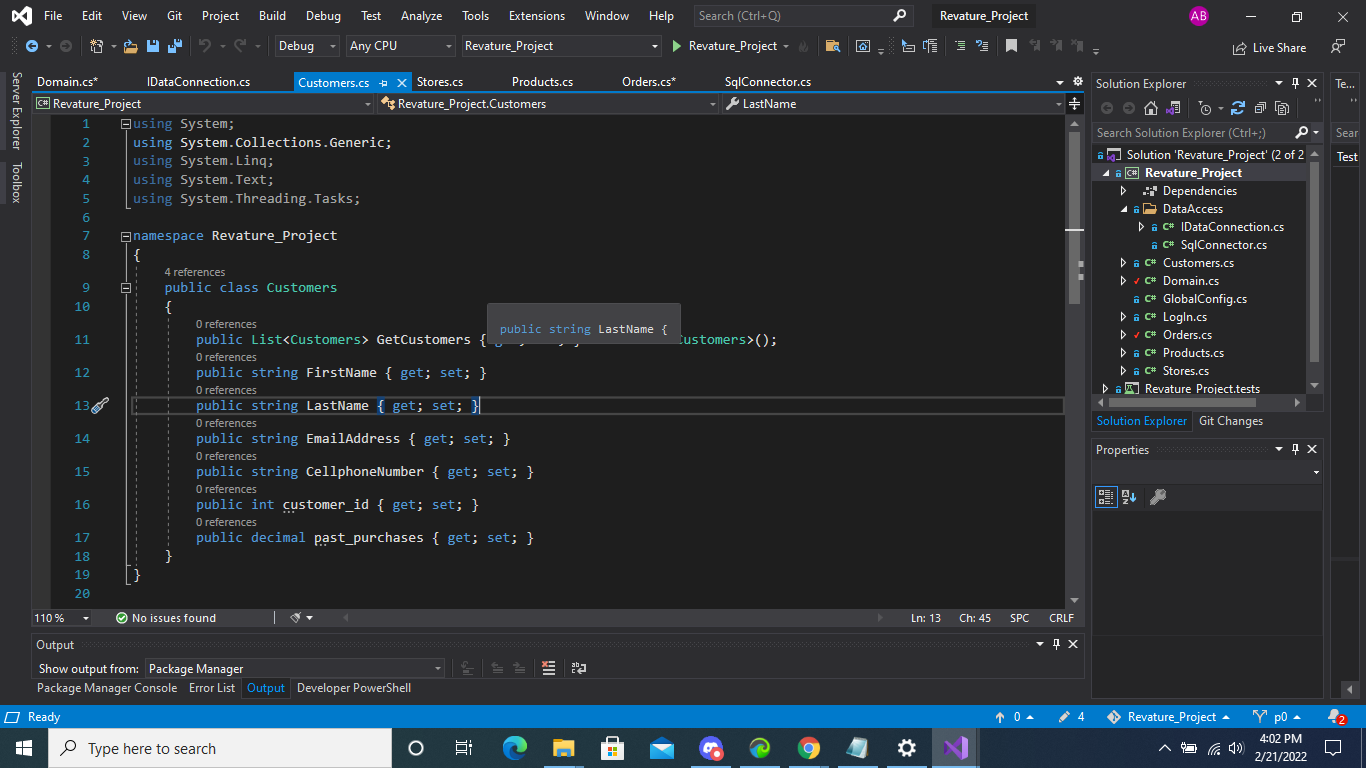 File Edit View Git Project Build Debug Test Analyze Tools Extensions Window Help Search (Ctrl+Q) Revature_Project AB
Debug Any CPU Revature_Project Revature_Project Live Share
Server Explorer
Toolbox
Domain.cs* IDataConnection.cs Customers.cs Stores.cs Products.cs Orders.cs* SqlConnector.cs
Revature_Project Revature_Project.Customers LastName
1 using System;
2 using System.Collections.Generic;
3 using System.Linq;
4 using System.Text;
5 using System.Threading.Tasks;
6
7 namespace Revature_Project
8 {
4 references
9 public class Customers
10 {
0 references
public string LastName {
11 public List<Customers> GetCustomers { Customers>();
0 references
12 public string FirstName { get; set; }
0 references
13 public string LastName { get; set; }
0 references
14 public string EmailAddress { get; set; }
0 references
15 public string CellphoneNumber { get; set; }
0 references
16 public int customer_id { get; set; }
0 references
17 public decimal past_purchases { get; set; }
18 }
19 }
20
110 % No issues found Ln: 13 Ch: 45 SPC CRLF
Output
Show output from: Package Manager
Package Manager Console Error List Output Developer PowerShell
Solution Explorer
Search Solution Explorer (Ctrl+;)
Solution 'Revature_Project' (2 of 2
Revature_Project
Dependencies
DataAccess
IDataConnection.cs
SqlConnector.cs
Customers.cs
Domain.cs
GlobalConfig.cs
LogIn.cs
Orders.cs
Products.cs
Stores.cs
Revature_Project.tests
Solution Explorer Git Changes
Properties
Te...
Sear
Test
Ready 0 4 Revature_Project p0 2
Type here to search
4:02 PM
2/21/2022